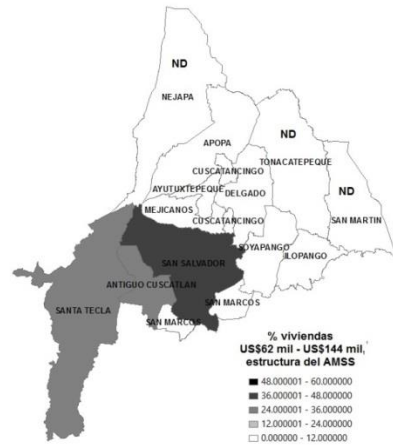 ND
NEJAPA
ND
APOPA
CUSCATANCINGO
TONACATEPEQUE
AYUTUXTEPEQUE
DELGADO
ND
MEJICANOS
CUSCATANCINGO
SAN MARTIN
SOYAPANGO
ILOPANGO
SAN SALVADOR
ANTIGUO CUSCATLAN
SAN MARCOS
SANTA TECLA
SAN MARCOS
% viviendas
US$62 mil - US$144 mil,
estructura del AMSS
48.000001 - 60.000000
36.000001 - 48.000000
24.000001 - 36.000000
12.000001 - 24.000000
0.000000 - 12.000000